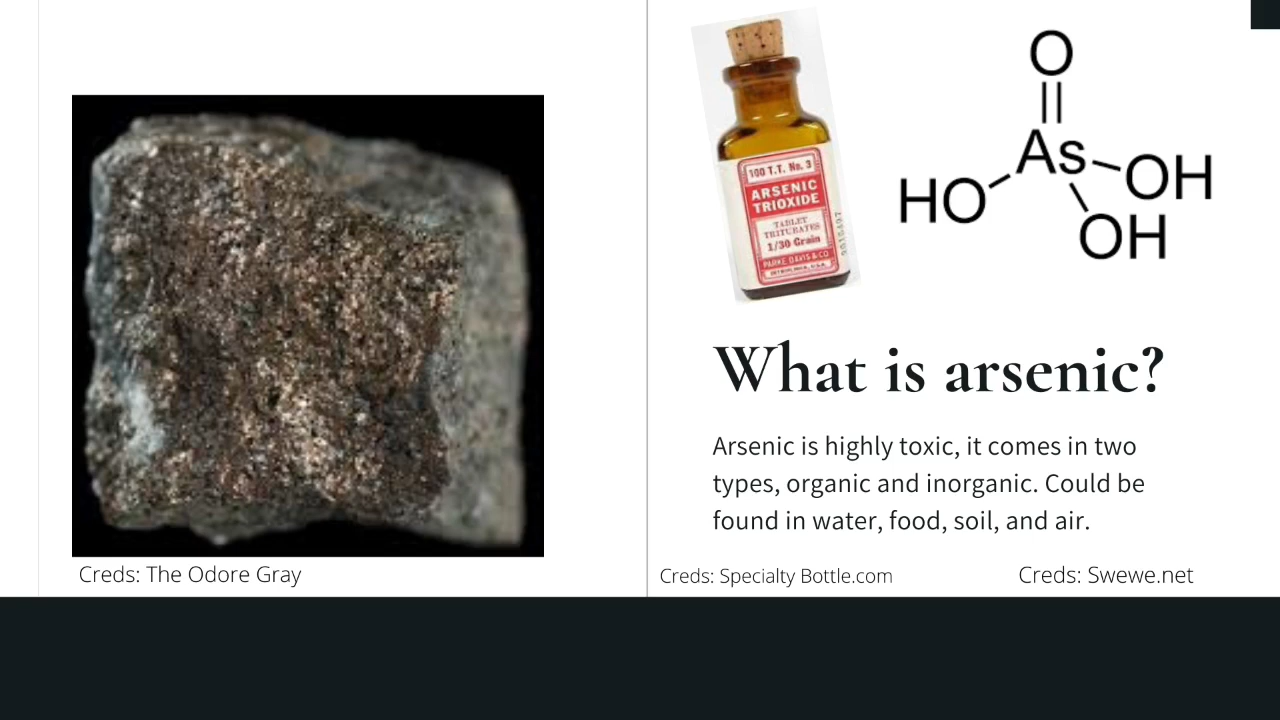 100 T.T. No. 3
ARSENIC
TRIOXIDE
TABLET
TRITURATES
1/30 Grain
PARKE DAVIS & CO
DETROIT, MICH., U.S.A.
O
As
HO
OH
OH
What is arsenic?
Arsenic is highly toxic, it comes in two
types, organic and inorganic. Could be
found in water, food, soil, and air.
Creds: The Odore Gray
Creds: Specialty Bottle.com
Creds: Swewe.net